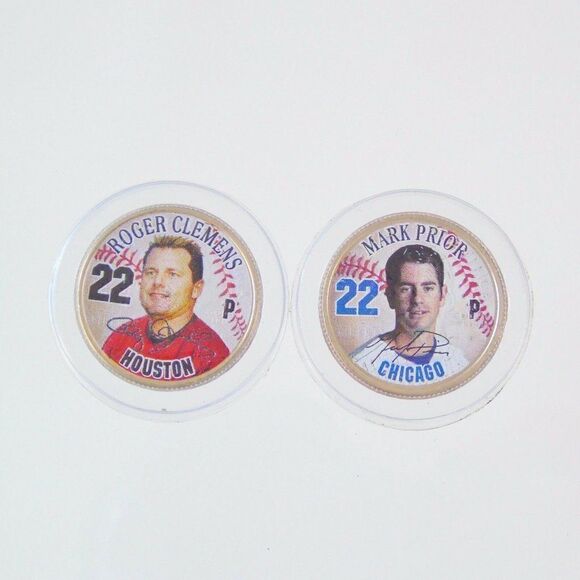 ROGER CLEMENS
22
P
HOUSTON
MARK PRIOR
22
P
CHICAGO